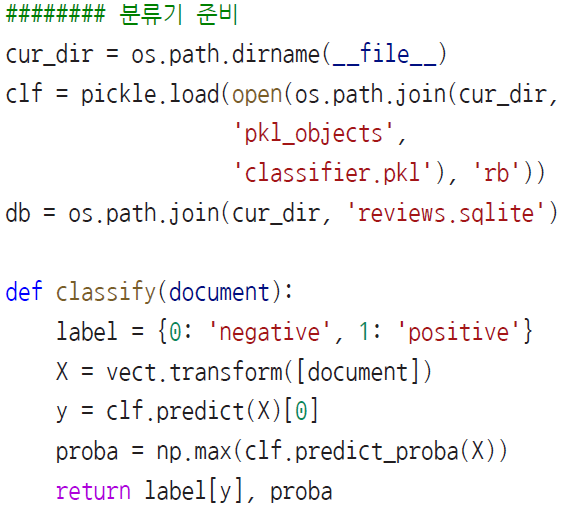 ######## 분류기 준비
cur_dir = os.path.dirname(__file__)
clf = pickle.load(open(os.path.join(cur_dir,
                  'pkl_objects',
                  'classifier.pkl'), 'rb'))
db = os.path.join(cur_dir, 'reviews.sqlite')

def classify(document):
    label = {0: 'negative', 1: 'positive'}
    X = vect.transform([document])
    y = clf.predict(X)[0]
    proba = np.max(clf.predict_proba(X))
    return label[y], proba